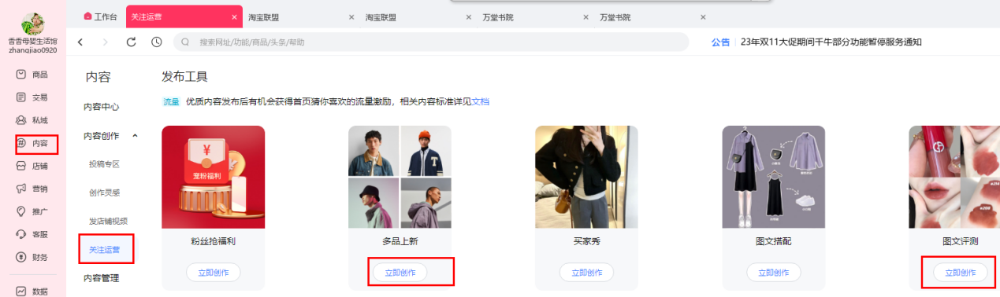 工作台
关注运营
淘宝联盟
淘宝联盟
万堂书院
万堂书院
香香母婴生活馆
zhangjiao0920
搜索网址/功能/商品/头条/帮助
公告 23年双11大促期间千牛部分功能暂停服务通知
商品
交易
私域
内容
店铺
营销
推广
客服
财务
数据
内容
内容中心
内容创作
投稿专区
创作灵感
发店铺视频
关注运营
内容管理
发布工具
流量 优质内容发布后有机会获得首页猜你喜欢的流量激励，相关内容标准详见文档
宠粉福利
粉丝抢福利
立即创作
多品上新
立即创作
买家秀
立即创作
图文搭配
立即创作
图文评测
立即创作